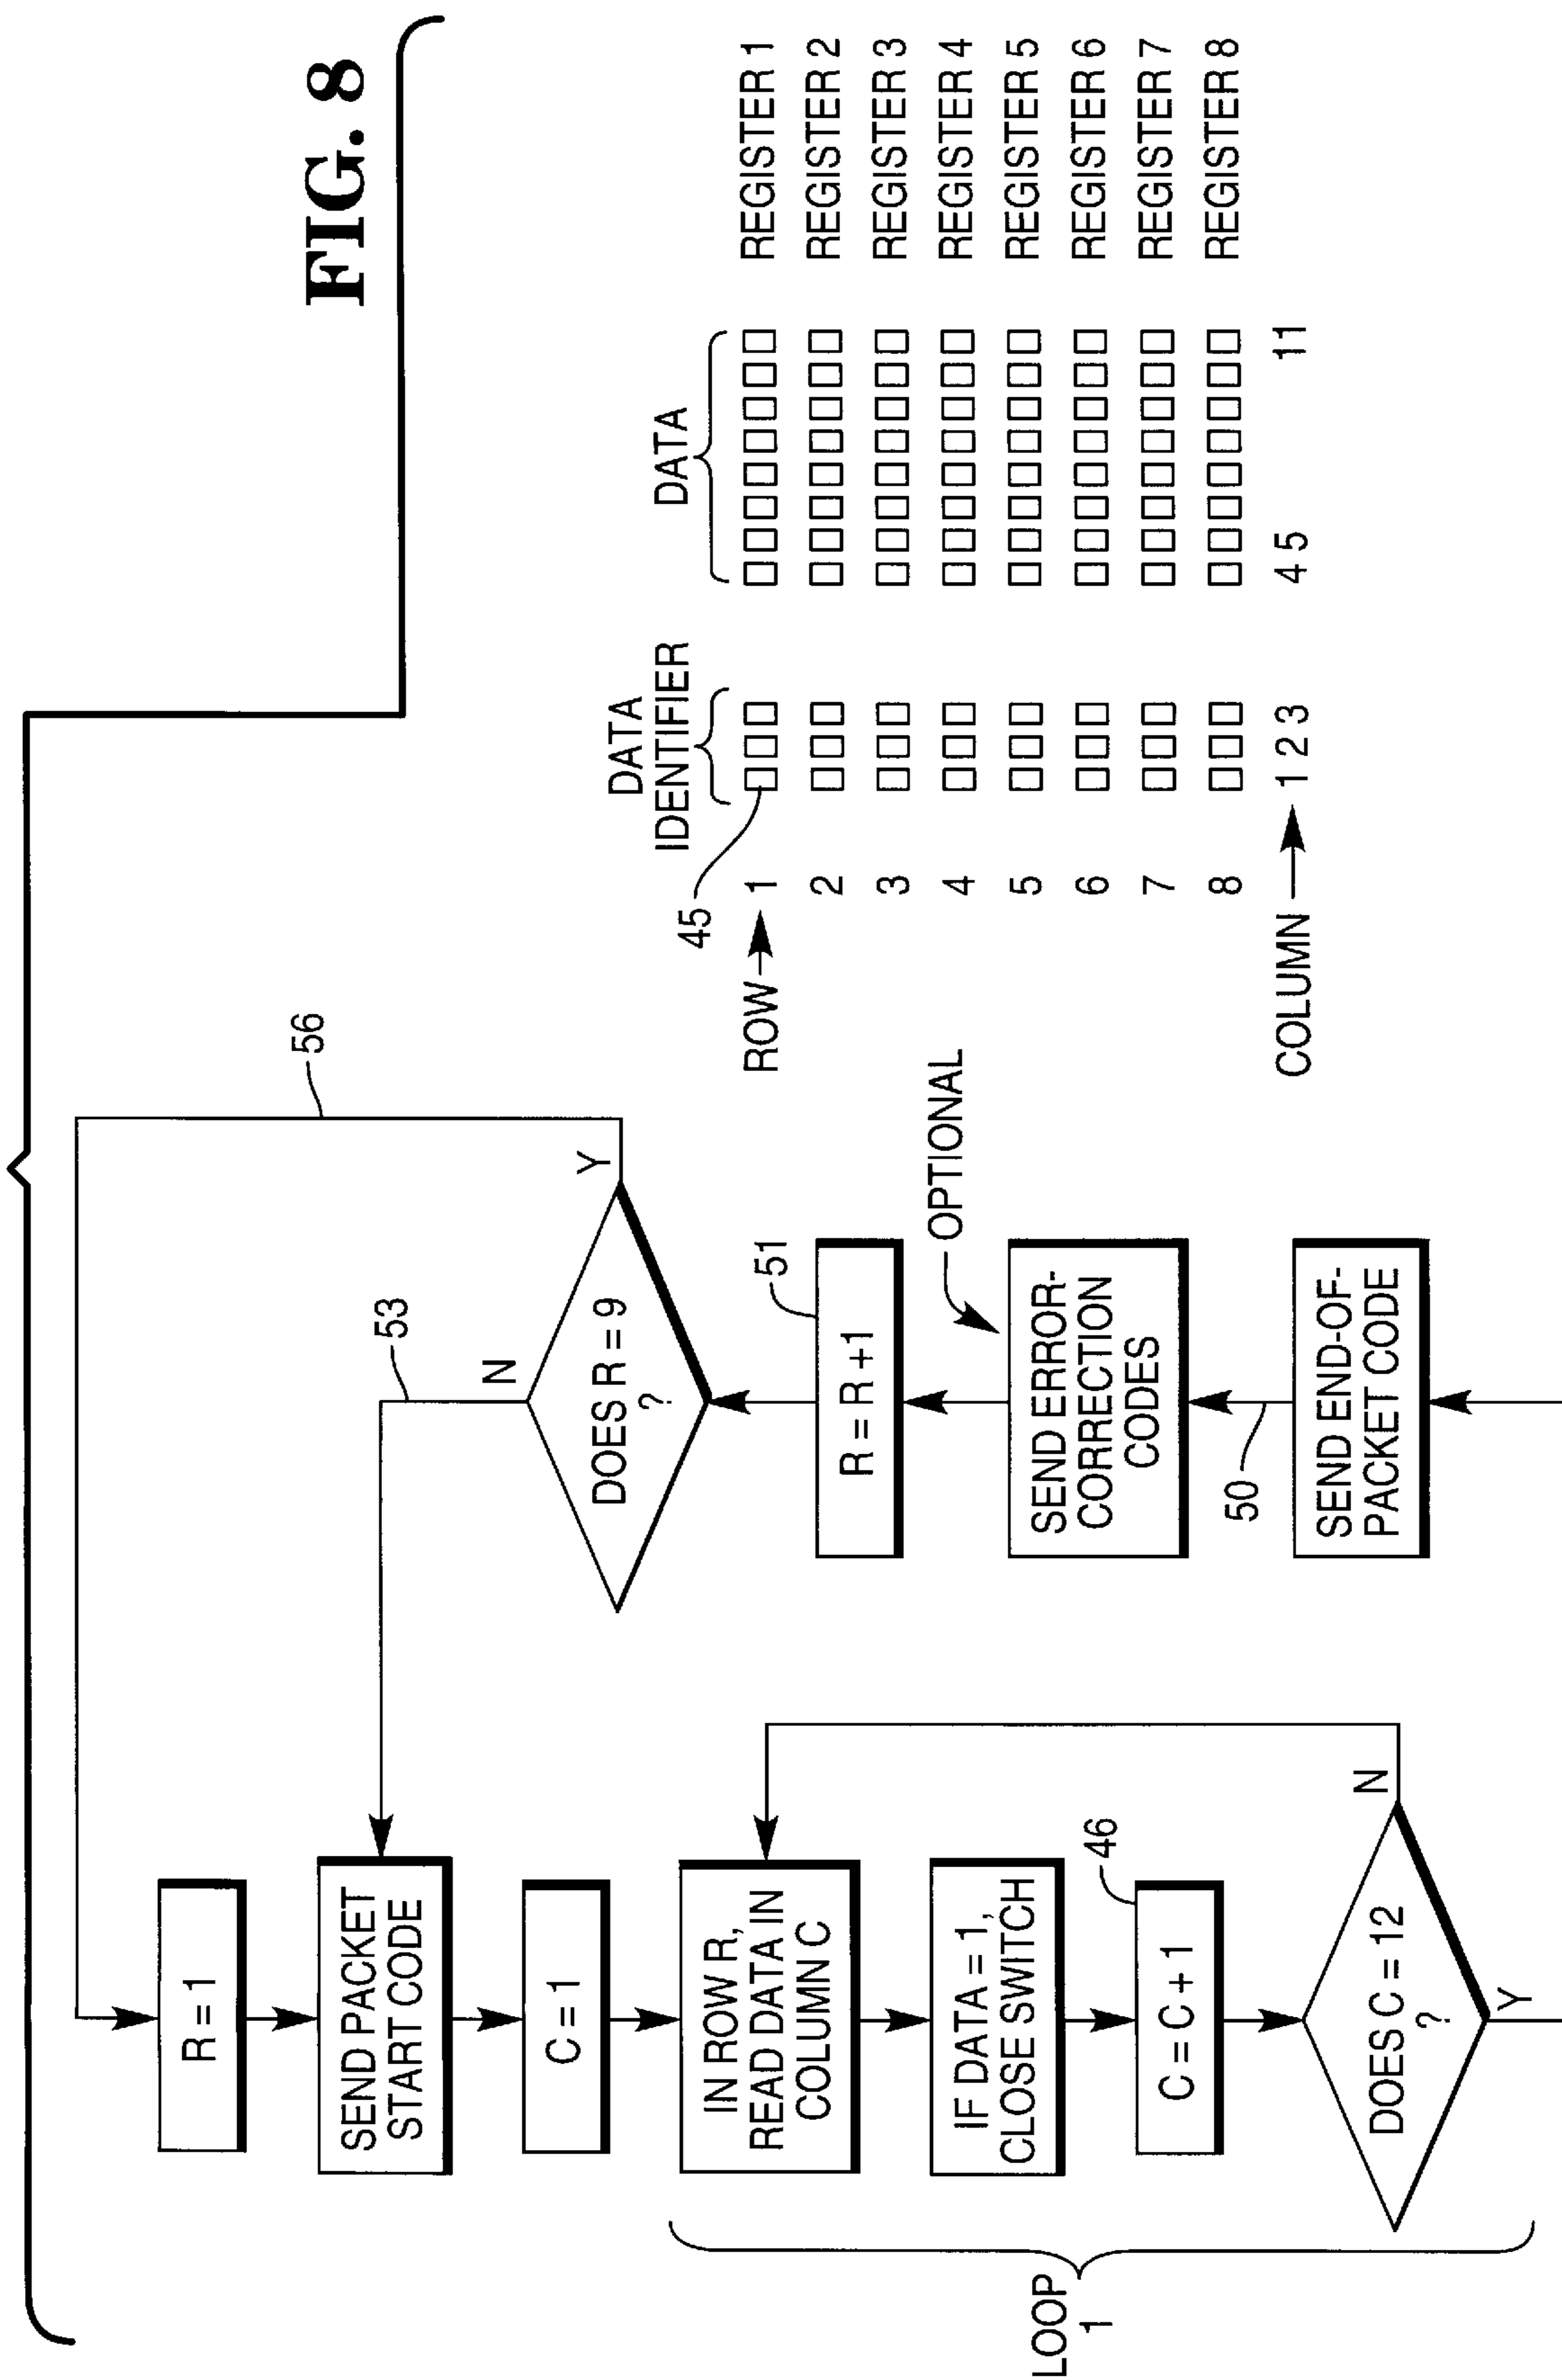 FIG. 8
R = 1
SEND PACKET
START CODE
C = 1
IN ROW R,
READ DATA IN
COLUMN C
IF DATA = 1,
CLOSE SWITCH
C = C + 1
46
DOES C = 12
?
N
Y
LOOP
1
SEND END-OF-
PACKET CODE
50
SEND ERROR-
CORRECTION
CODES
OPTIONAL
R = R +1
51
DOES R = 9
?
N
53
Y
56
DATA
IDENTIFIER
DATA
45
ROW 1 REGISTER 1
2 REGISTER 2
3 REGISTER 3
4 REGISTER 4
5 REGISTER 5
6 REGISTER 6
7 REGISTER 7
8 REGISTER 8
COLUMN 1 2 3 4 5 11